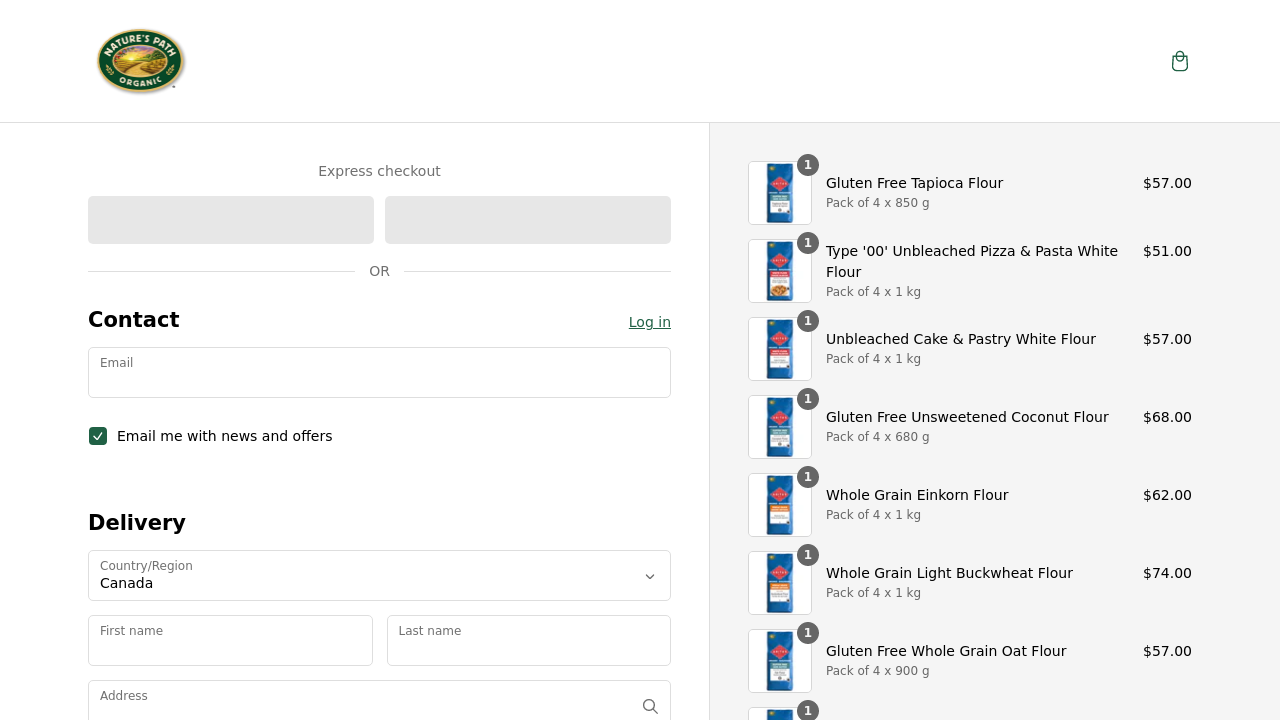 NATURE'S PATH
ORGANIC
Express checkout
OR
Contact
Log in
Email
Email me with news and offers
Delivery
Country/Region
Canada
First name
Last name
Address
1
Gluten Free Tapioca Flour
$57.00
Pack of 4 x 850 g
1
Type '00' Unbleached Pizza & Pasta White
Flour
$51.00
Pack of 4 x 1 kg
1
Unbleached Cake & Pastry White Flour
$57.00
Pack of 4 x 1 kg
1
Gluten Free Unsweetened Coconut Flour
$68.00
Pack of 4 x 680 g
1
Whole Grain Einkorn Flour
$62.00
Pack of 4 x 1 kg
1
Whole Grain Light Buckwheat Flour
$74.00
Pack of 4 x 1 kg
1
Gluten Free Whole Grain Oat Flour
$57.00
Pack of 4 x 900 g
1